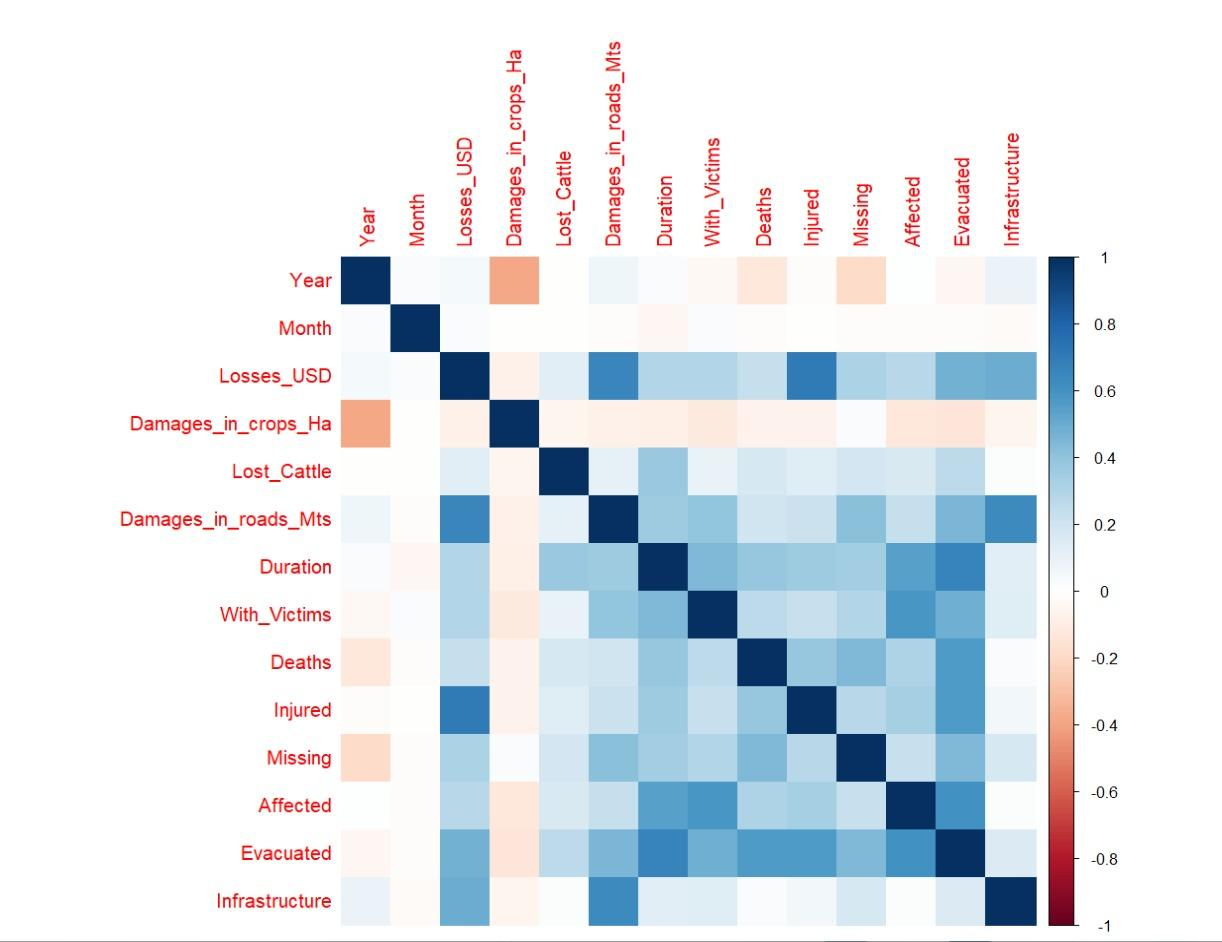 Year
Month
Losses_USD
Damages_in_crops_Ha
Lost_Cattle
Damages_in_roads_Mts
Duration
With_Victims
Deaths
Injured
Missing
Affected
Evacuated
Infrastructure
Year
Month
Losses_USD
Damages_in_crops_Ha
Lost_Cattle
Damages_in_roads_Mts
Duration
With_Victims
Deaths
Injured
Missing
Affected
Evacuated
Infrastructure
1
0.8
0.6
0.4
0.2
0
-0.2
-0.4
-0.6
-0.8
-1